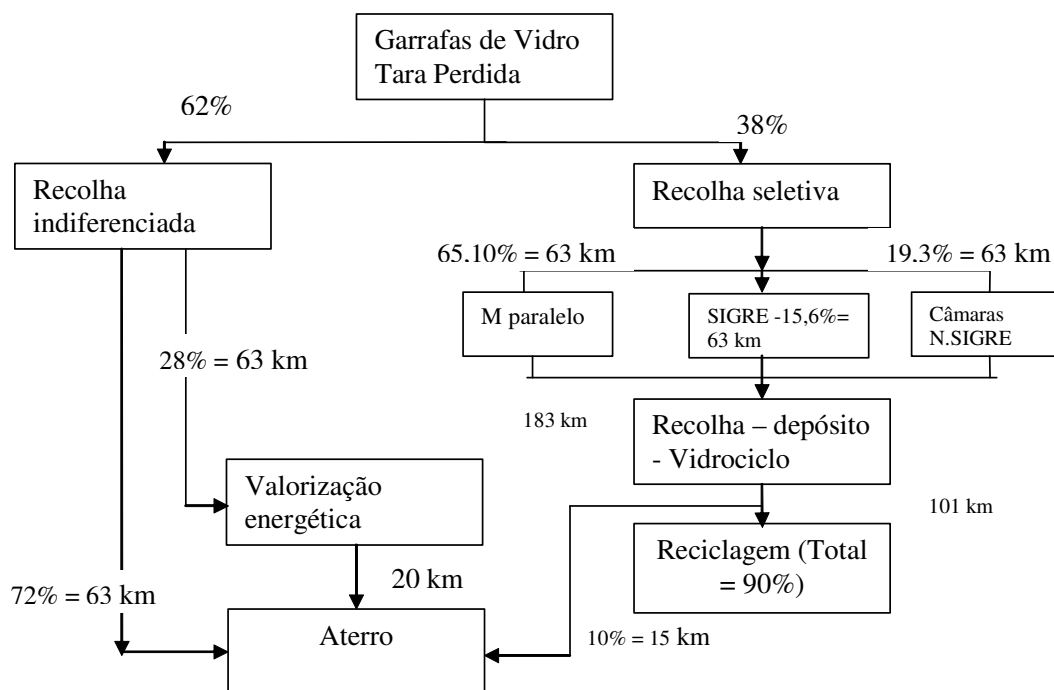 Garrafas de Vidro
Tara Perdida
62%
38%
Recolha
indiferenciada
Recolha seletiva
65.10% = 63 km
19.3% = 63 km
M paralelo
SIGRE -15,6%=
63 km
Câmaras
N.SIGRE
28% = 63 km
183 km
Recolha – depósito
- Vidrociclo
Valorização
energética
101 km
Reciclagem (Total
= 90%)
20 km
72% = 63 km
Aterro
10% = 15 km